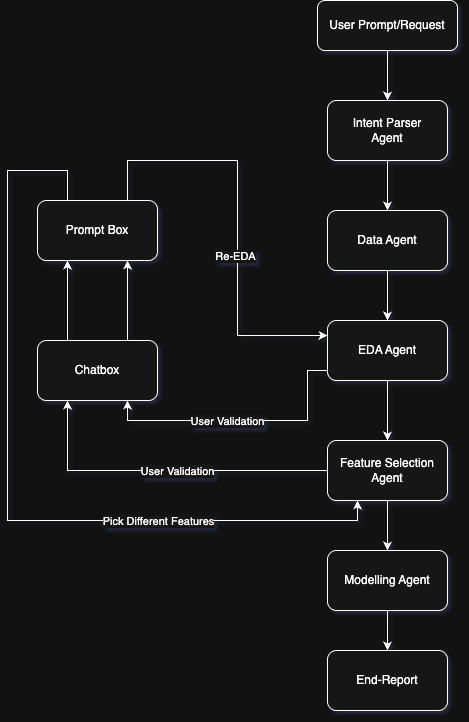 User Prompt/Request
Intent Parser
Agent
Prompt Box
Data Agent
Re-EDA
EDA Agent
Chatbox
User Validation
User Validation
Feature Selection
Agent
Pick Different Features
Modelling Agent
End-Report